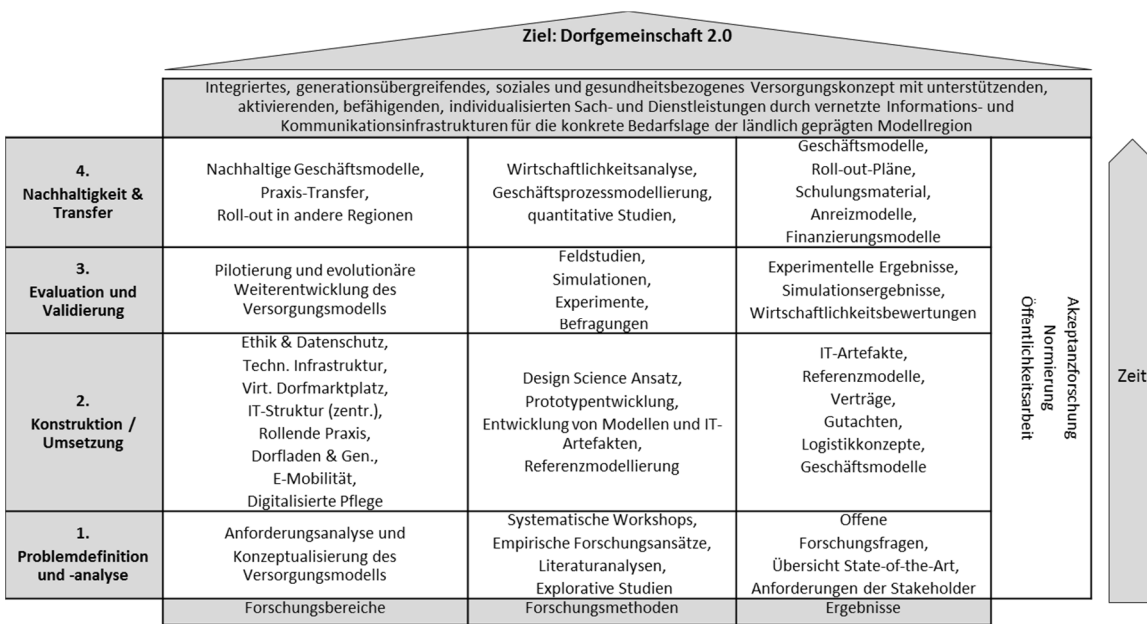 Ziel: Dorfgemeinschaft 2.0
Integriertes, generationsübergreifendes, soziales und gesundheitsbezogenes Versorgungskonzept mit unterstützenden,
aktivierenden, befähigenden, individualisierten Sach- und Dienstleistungen durch vernetzte Informations- und
Kommunikationsinfrastrukturen für die konkrete Bedarfslage der ländlich geprägten Modellregion
4.
Nachhaltigkeit &
Transfer
Nachhaltige Geschäftsmodelle,
Praxis-Transfer,
Roll-out in andere Regionen
Wirtschaftlichkeitsanalyse,
Geschäftsprozessmodellierung,
quantitative Studien,
Geschäftsmodelle,
Roll-out-Pläne,
Schulungsmaterial,
Anreizmodelle,
Finanzierungsmodelle
3.
Evaluation und
Validierung
Pilotierung und evolutionäre
Weiterentwicklung des
Versorgungsmodells
Feldstudien,
Simulationen,
Experimente,
Befragungen
Experimentelle Ergebnisse,
Simulationsergebnisse,
Wirtschaftlichkeitsbewertungen
2.
Konstruktion /
Umsetzung
Ethik & Datenschutz,
Techn. Infrastruktur,
Virt. Dorfmarktplatz,
IT-Struktur (zentr.),
Rollende Praxis,
Dorfladen & Gen.,
E-Mobilität,
Digitalisierte Pflege
Design Science Ansatz,
Prototypentwicklung,
Entwicklung von Modellen und IT-
Artefakten,
Referenzmodellierung
IT-Artefakte,
Referenzmodelle,
Verträge,
Gutachten,
Logistikkonzepte,
Geschäftsmodelle
1.
Problemdefinition
und -analyse
Anforderungsanalyse und
Konzeptualisierung des
Versorgungsmodells
Systematische Workshops,
Empirische Forschungsansätze,
Literaturanalysen,
Explorative Studien
Offene
Forschungsfragen,
Übersicht State-of-the-Art,
Anforderungen der Stakeholder
Forschungsbereiche
Forschungsmethoden
Ergebnisse
Akzeptanzforschung
Normierung
Öffentlichkeitsarbeit
Zeit